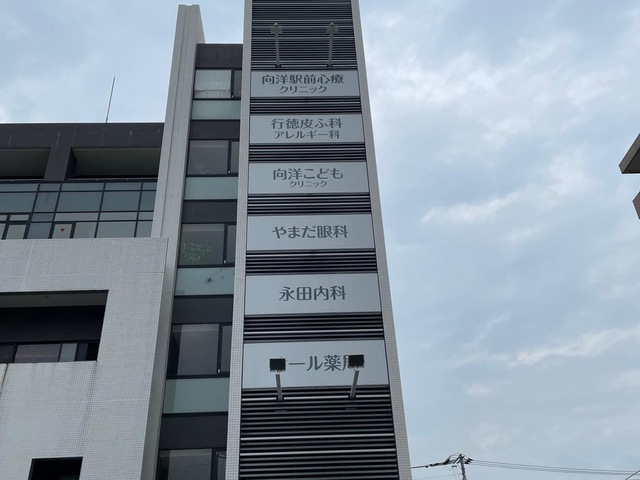 向洋駅前心療
クリニック
行徳皮ふ科
アレルギー科
向洋こども
クリニック
やまだ眼科
永田内科
ール薬局